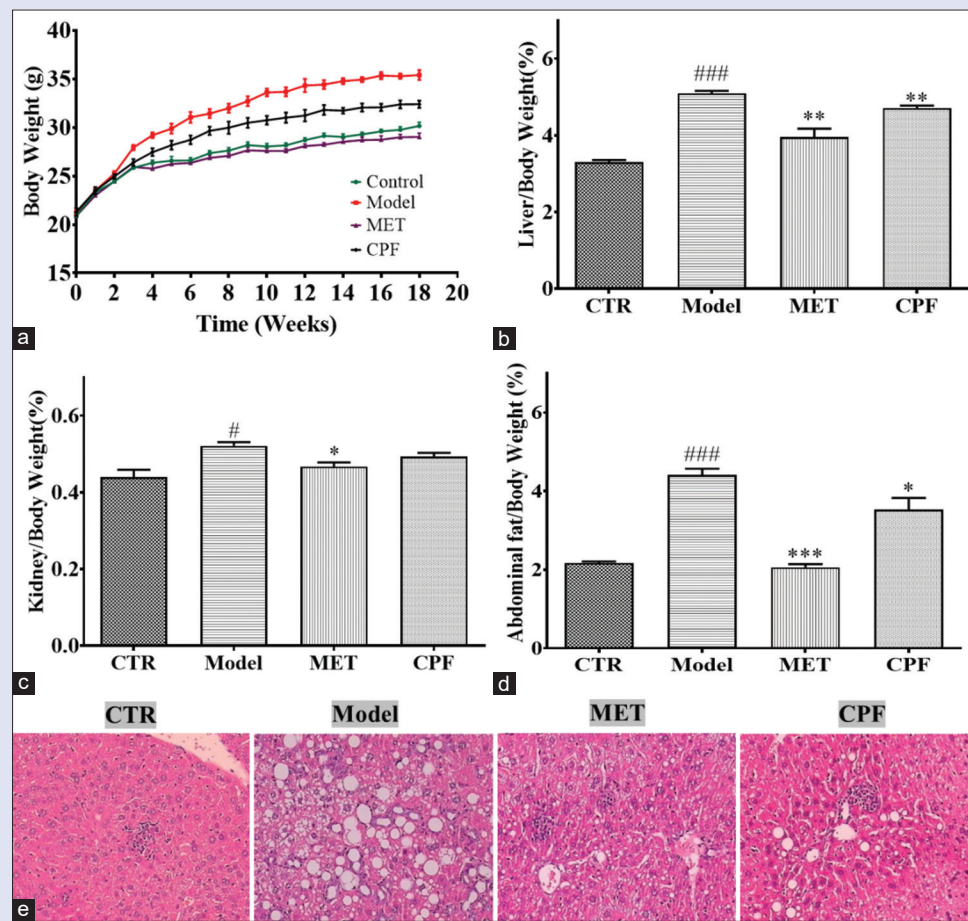 Body Weight (g)
40
35
30
25
20
15
Control
Model
MET
CPF
0 2 4 6 8 10 12 14 16 18 20
Time (Weeks)
a
Liver/Body Weight(%)
6
4
2
0
###
**
**
CTR Model MET CPF
b
Kidney/Body Weight(%)
0.6
0.4
0.2
0.0
#
*
CTR Model MET CPF
c
Abdominal fat/Body Weight (%)
6
4
2
0
###
***
*
CTR Model MET CPF
d
CTR Model MET CPF
e